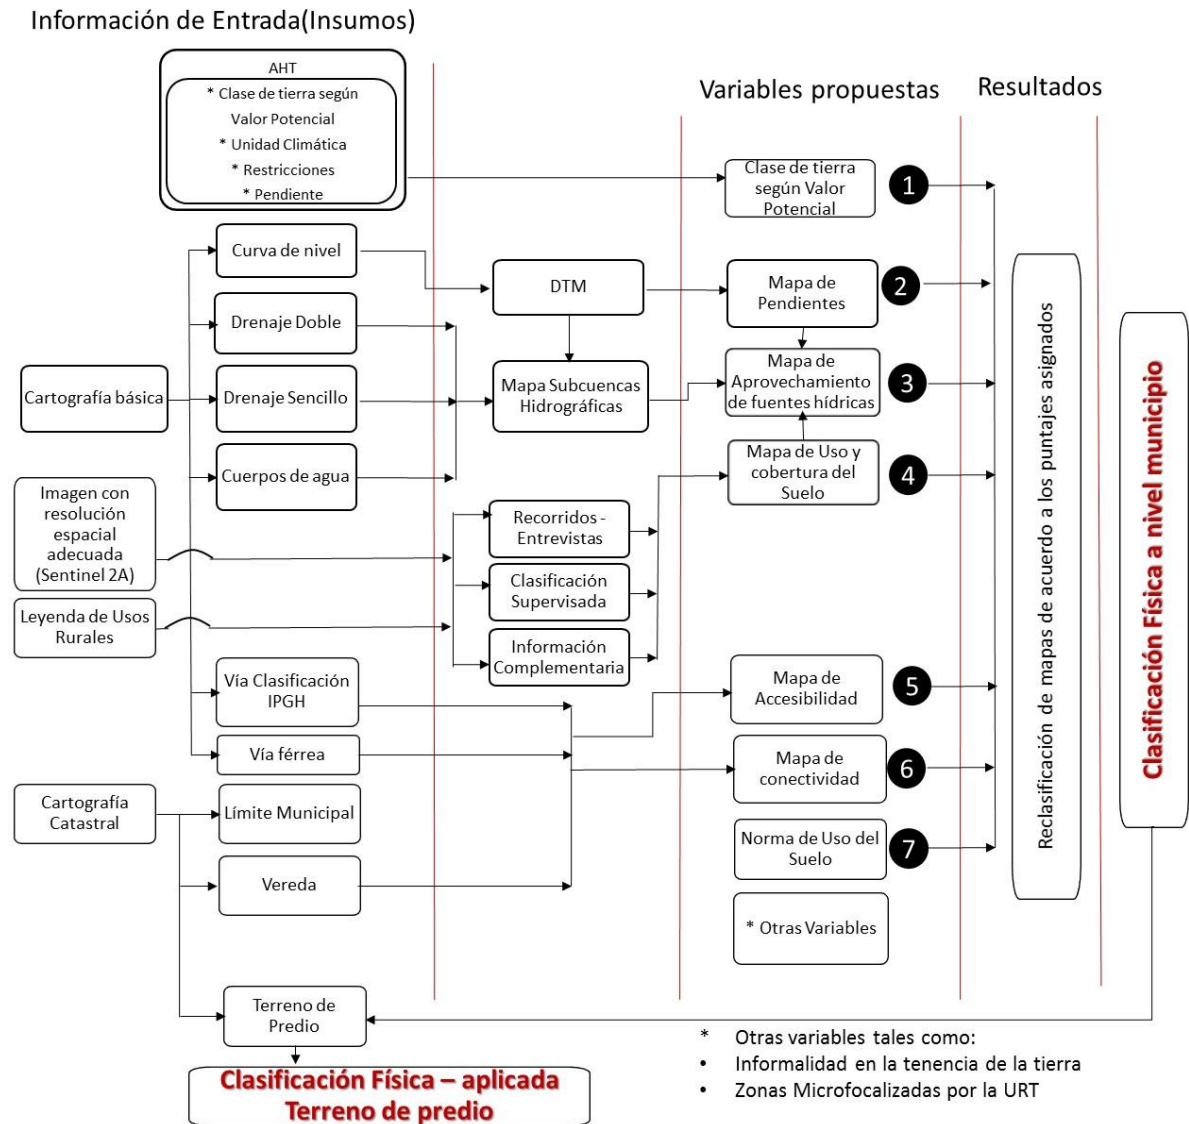 Información de Entrada(Insumos)
AHT
* Clase de tierra según
Valor Potencial
* Unidad Climática
* Restricciones
* Pendiente
Variables propuestas
Resultados
Clase de tierra
según Valor
Potencial
1
Curva de nivel
DTM
Mapa de
Pendientes
2
Drenaje Doble
Cartografía básica
Drenaje Sencillo
Mapa Subcuencas
Hidrográficas
Mapa de
Aprovechamiento
de fuentes hídricas
3
Cuerpos de agua
Mapa de Uso y
cobertura del
Suelo
4
Imagen con
resolución
espacial
adecuada
(Sentinel 2A)
Recorridos -
Entrevistas
Clasificación
Supervisada
Leyenda de Usos
Rurales
Información
Complementaria
Vía Clasificación
IPGH
Mapa de
Accesibilidad
5
Vía férrea
Mapa de
conectividad
6
Cartografía
Catastral
Límite Municipal
Norma de Uso del
Suelo
7
Vereda
* Otras Variables
Reclasificación de mapas de acuerdo a los puntajes asignados
Clasificación Física a nivel municipio
Terreno de
Predio
Clasificación Física – aplicada
Terreno de predio
* Otras variables tales como:
• Informalidad en la tenencia de la tierra
• Zonas Microfocalizadas por la URT